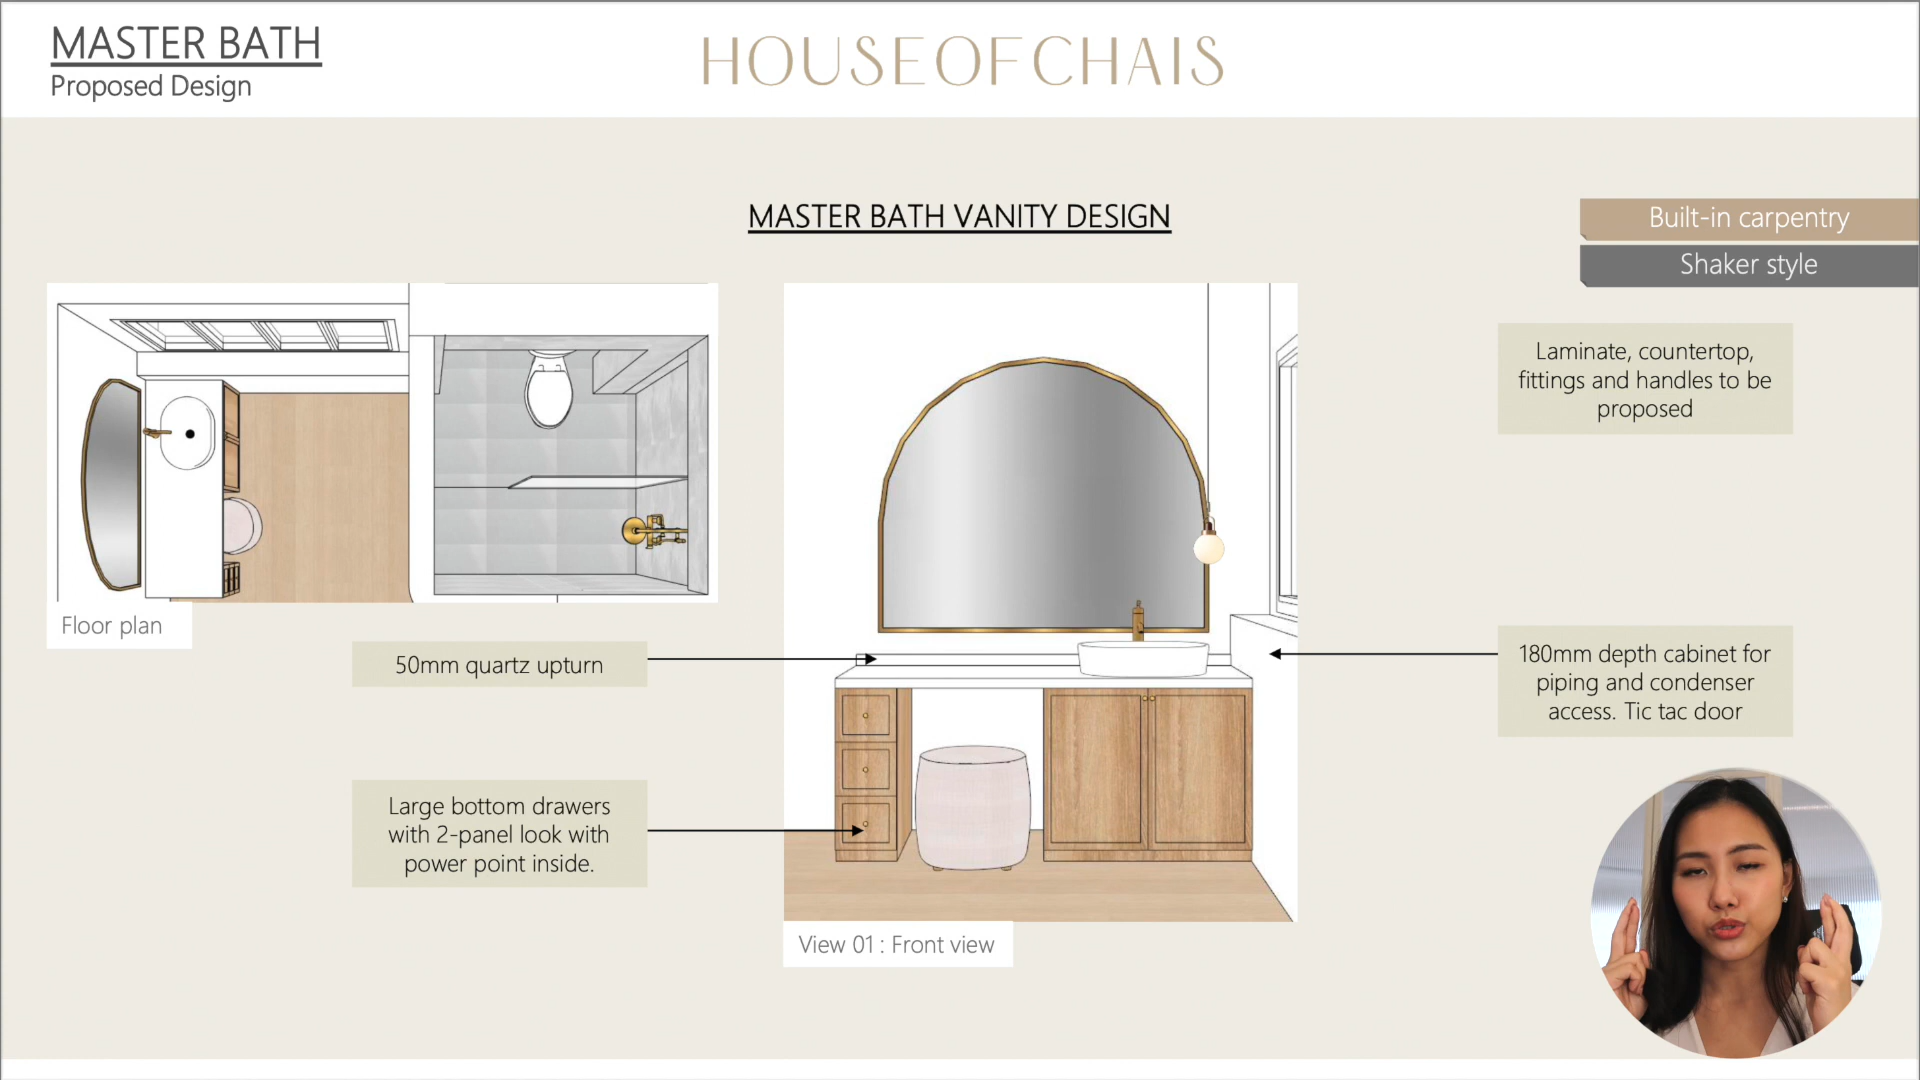 MASTER BATH
Proposed Design
HOUSEOFCHAIS
MASTER BATH VANITY DESIGN
Built-in carpentry
Shaker style
Laminate, countertop,
fittings and handles to be
proposed
Floor plan
50mm quartz upturn
180mm depth cabinet for
piping and condenser
access. Tic tac door
Large bottom drawers
with 2-panel look with
power point inside.
View 01 : Front view